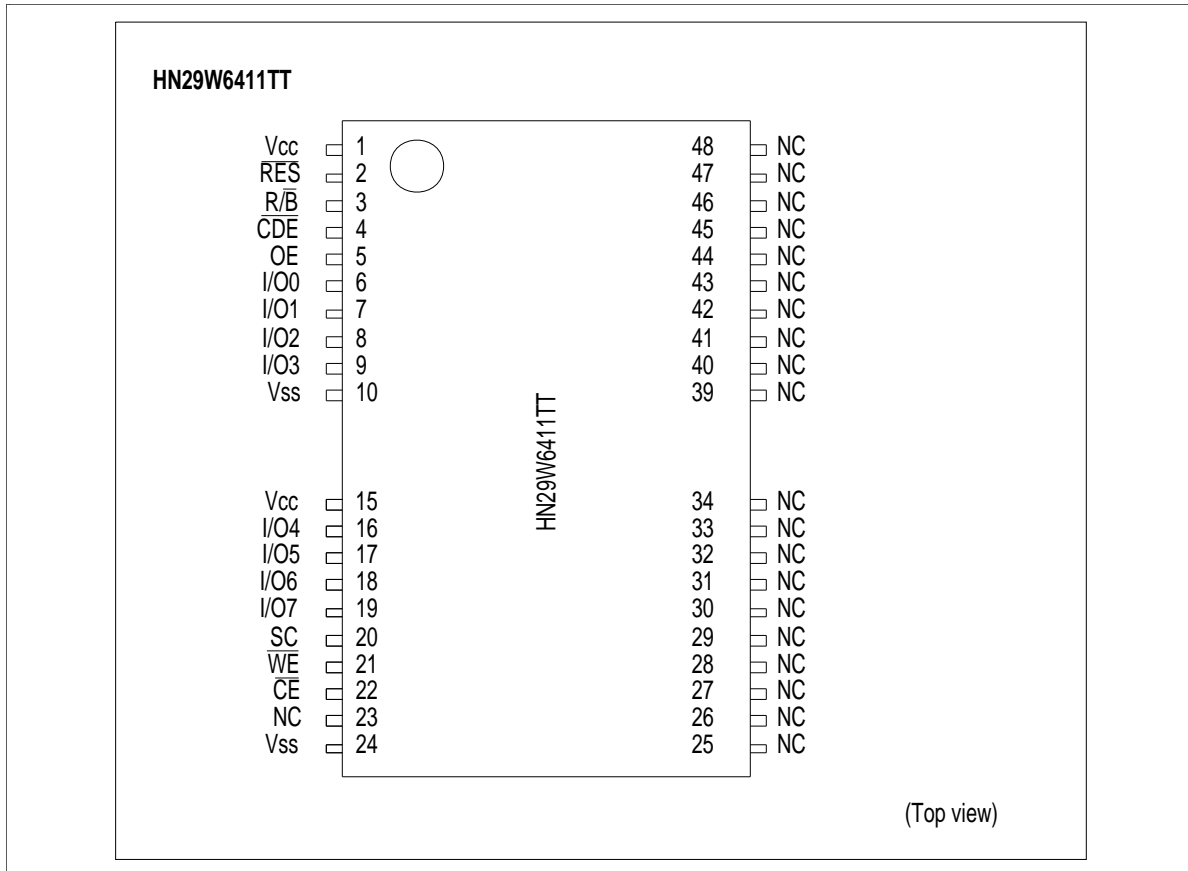 HN29W6411TT
Vcc 1 48 NC
R̅E̅S̅ 2 47 NC
R/B̅ 3 46 NC
C̅D̅E̅ 4 45 NC
OE 5 44 NC
I/O0 6 43 NC
I/O1 7 42 NC
I/O2 8 41 NC
I/O3 9 40 NC
Vss 10 39 NC
HN29W6411TT
Vcc 15 34 NC
I/O4 16 33 NC
I/O5 17 32 NC
I/O6 18 31 NC
I/O7 19 30 NC
SC 20 29 NC
W̅E̅ 21 28 NC
C̅E̅ 22 27 NC
NC 23 26 NC
Vss 24 25 NC
(Top view)